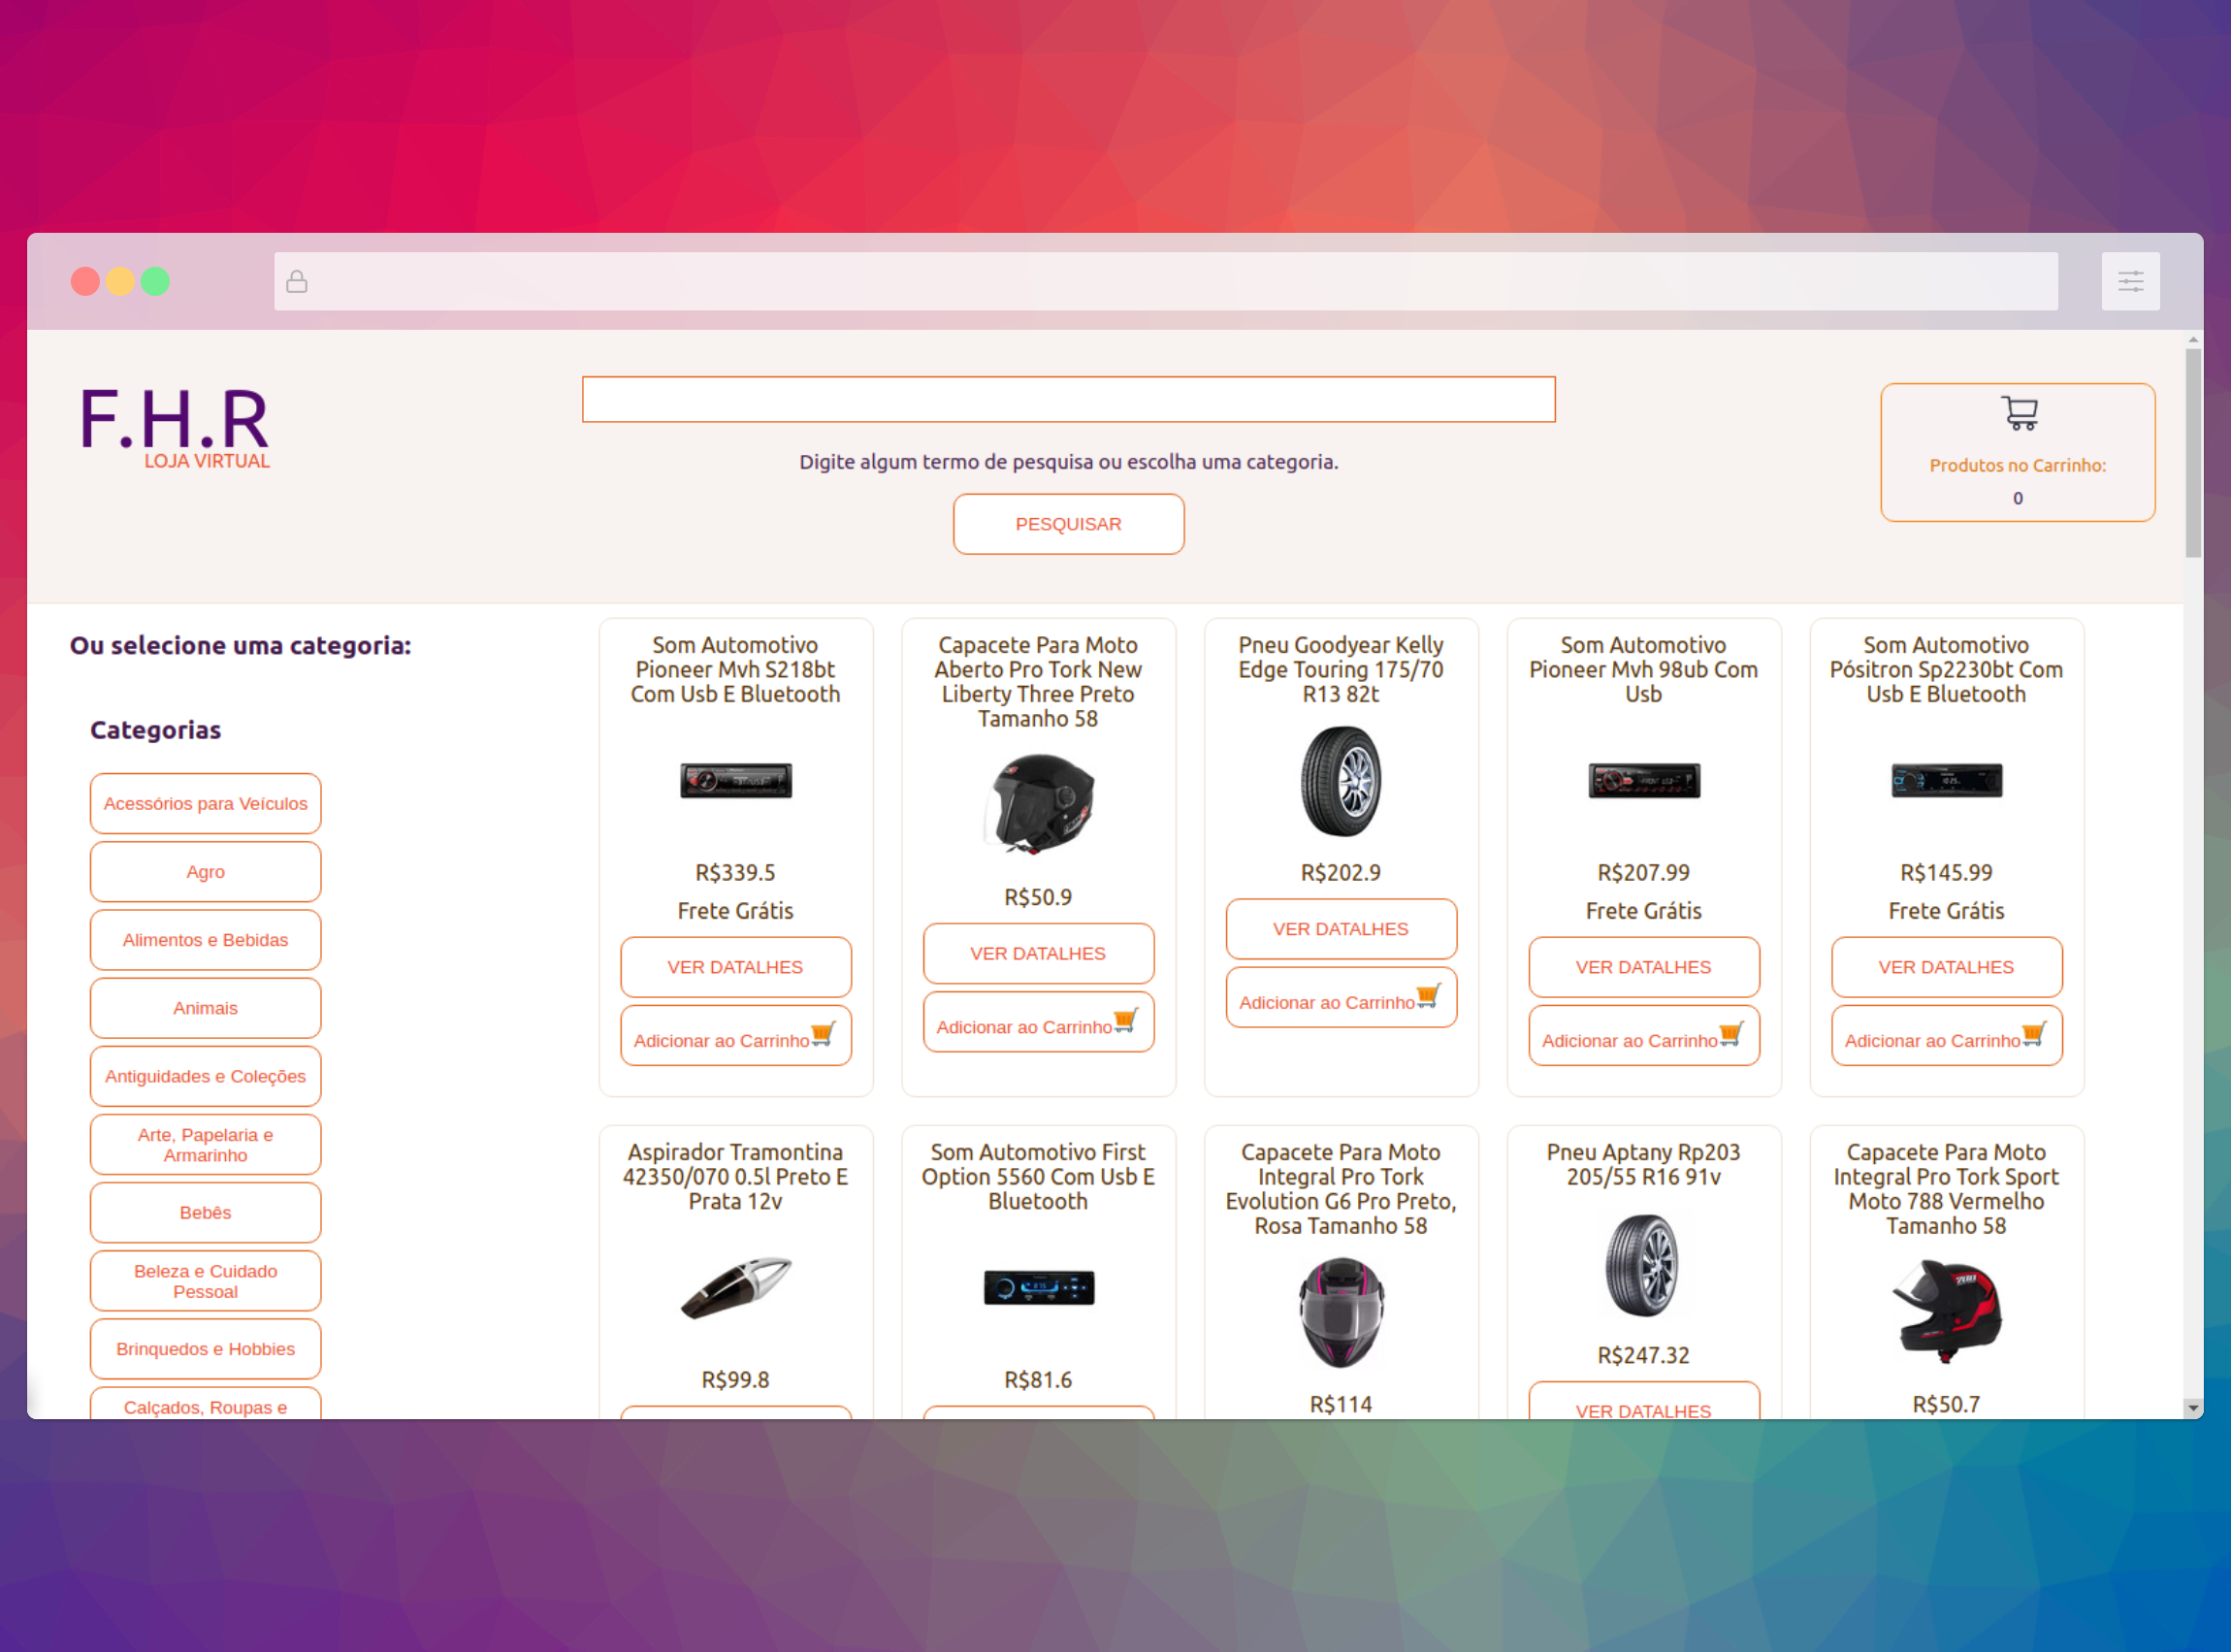 F.H.R
LOJA VIRTUAL
Digite algum termo de pesquisa ou escolha uma categoria.
PESQUISAR
Produtos no Carrinho:
0
Ou selecione uma categoria:
Categorias
Acessórios para Veículos
Agro
Alimentos e Bebidas
Animais
Antiguidades e Coleções
Arte, Papelaria e
Armarinho
Bebês
Beleza e Cuidado
Pessoal
Brinquedos e Hobbies
Calçados, Roupas e
Som Automotivo
Pioneer Mvh S218bt
Com Usb E Bluetooth
R$339.5
Frete Grátis
VER DATALHES
Adicionar ao Carrinho
Capacete Para Moto
Aberto Pro Tork New
Liberty Three Preto
Tamanho 58
R$50.9
VER DATALHES
Adicionar ao Carrinho
Pneu Goodyear Kelly
Edge Touring 175/70
R13 82t
R$202.9
VER DATALHES
Adicionar ao Carrinho
Som Automotivo
Pioneer Mvh 98ub Com
Usb
R$207.99
Frete Grátis
VER DATALHES
Adicionar ao Carrinho
Som Automotivo
Pósitron Sp2230bt Com
Usb E Bluetooth
R$145.99
Frete Grátis
VER DATALHES
Adicionar ao Carrinho
Aspirador Tramontina
42350/070 0.5l Preto E
Prata 12v
R$99.8
Som Automotivo First
Option 5560 Com Usb E
Bluetooth
R$81.6
Capacete Para Moto
Integral Pro Tork
Evolution G6 Pro Preto,
Rosa Tamanho 58
R$114
Pneu Aptany Rp203
205/55 R16 91v
R$247.32
VER DATALHES
Capacete Para Moto
Integral Pro Tork Sport
Moto 788 Vermelho
Tamanho 58
R$50.7